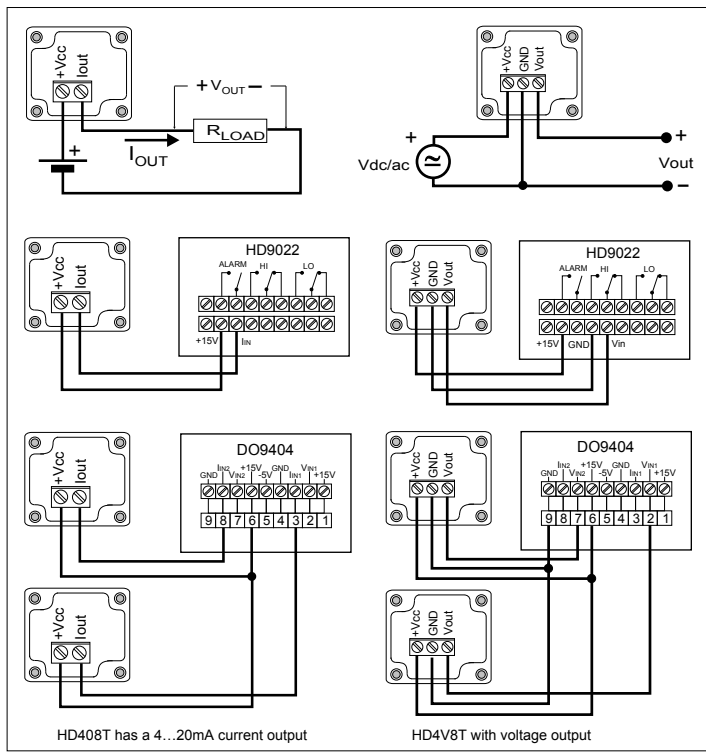 +Vcc
Iout
+ VOUT −
RLOAD
IOUT
+
+Vcc
GND
Vout
+
Vdc/ac
+
Vout
−
+Vcc
Iout
HD9022
ALARM HI LO
+15V IIN
+Vcc
GND
Vout
HD9022
ALARM HI LO
+15V GND Vin
+Vcc
Iout
DO9404
GND IIN2 VIN2 +15V -5V GND IIN1 VIN1 +15V
9 8 7 6 5 4 3 2 1
+Vcc
Iout
+Vcc
GND
Vout
DO9404
GND IIN2 VIN2 +15V -5V GND IIN1 VIN1 +15V
9 8 7 6 5 4 3 2 1
+Vcc
GND
Vout
HD408T has a 4...20mA current output
HD4V8T with voltage output